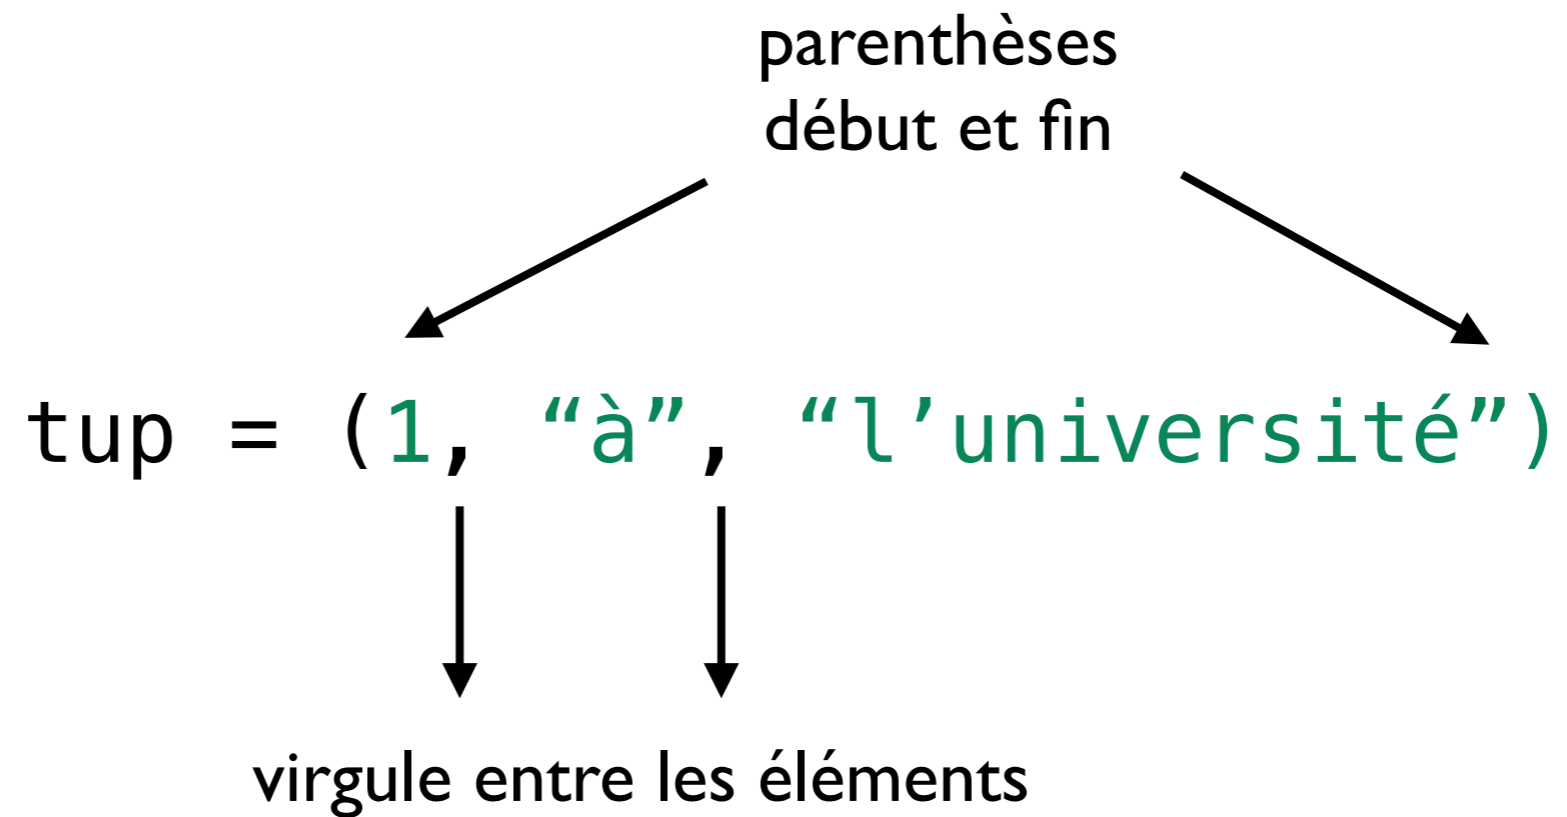 parenthèses
début et fin
tup = (1, “à”, “l’université”)
virgule entre les éléments